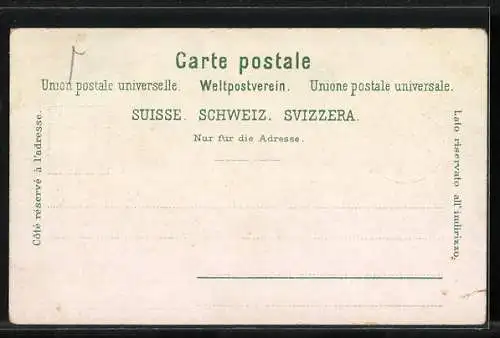 Carte postale
Union postale universelle. Weltpostverein. Unione postale universale.
SUISSE. SCHWEIZ. SVIZZERA.
Nur für die Adresse.
Côté réservé à l'adresse.
Lato riservato all'indirizzo.